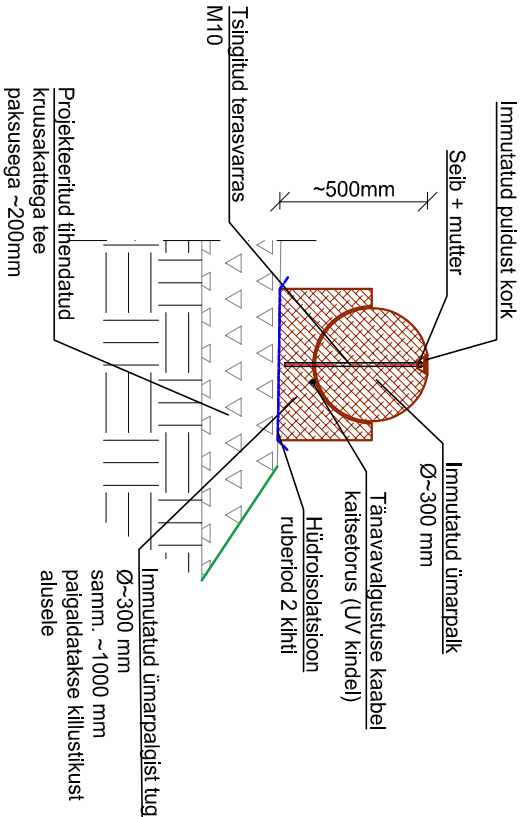 Immutatud puidust kork
Seib + mutter
~500mm
Tsingitud terasvarras
M10
Projekteeritud tihendatud
kruusakattega tee
paksusega ~200mm
Immutatud ümarpalk
Ø~300 mm
Tänavavalgustuse kaabel
kaitsetorus (UV kindel)
Hüdroisolatsioon
ruberiod 2 kihti
Immutatud ümarpalgist tug
Ø~300 mm
samm. ~1000 mm
paigaldatakse killustikust
alusele